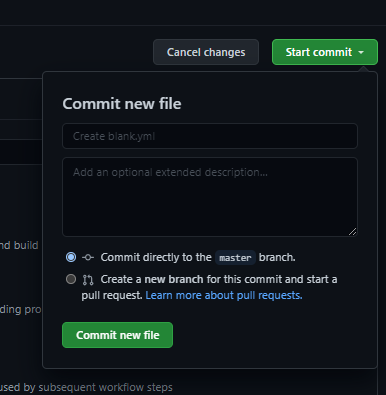 Cancel changes
Start commit
Commit new file
Create blank.yml
Add an optional extended description...
nd build
Commit directly to the master branch.
Create a new branch for this commit and start a
pull request. Learn more about pull requests.
ding pro
Commit new file
used by subsequent workflow steps